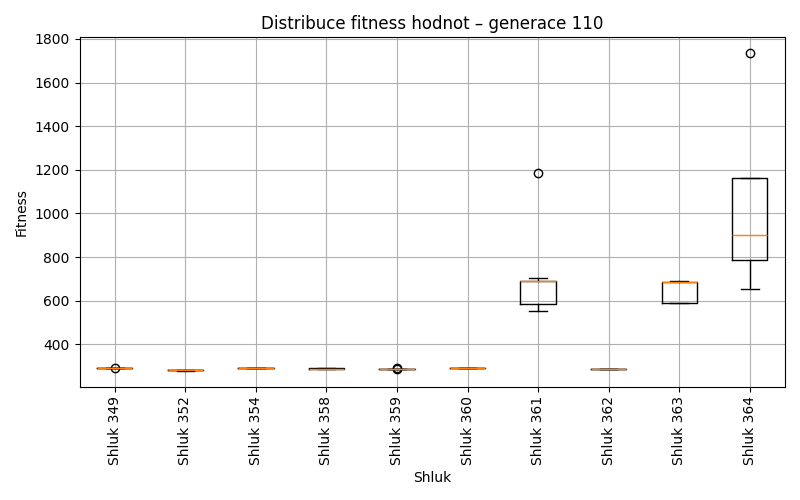 Distribuce fitness hodnot – generace 110
Fitness
1800
1600
1400
1200
1000
800
600
400
Shluk 349
Shluk 352
Shluk 354
Shluk 358
Shluk 359
Shluk 360
Shluk 361
Shluk 362
Shluk 363
Shluk 364
Shluk